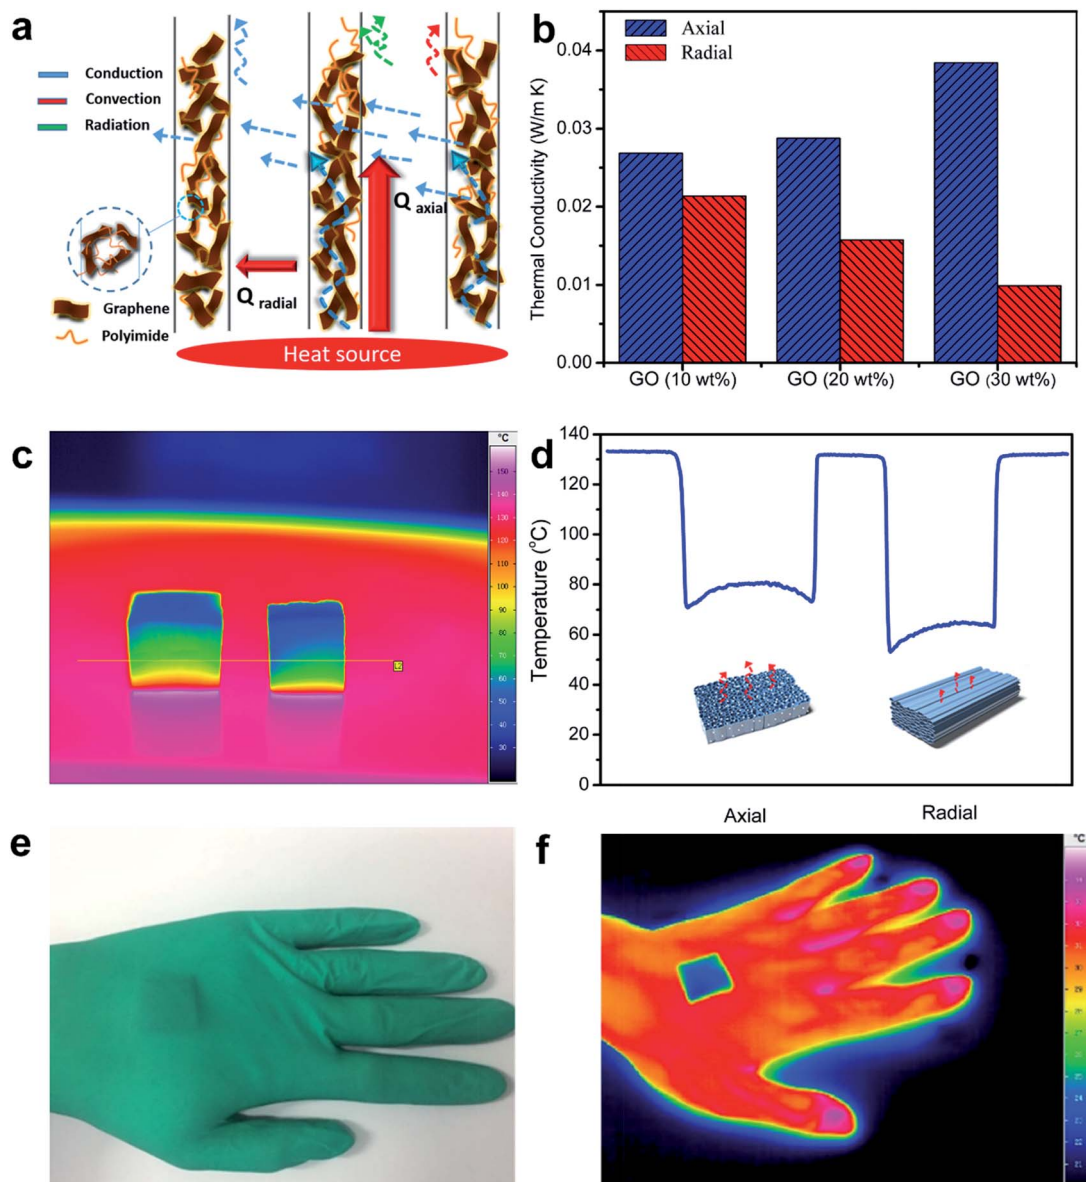 a
Conduction
Convection
Radiation
Q axial
Q radial
Graphene
Polyimide
Heat source
b
Axial
Radial
Thermal Conductivity (W/m K)
0.04
0.03
0.02
0.01
0.00
GO (10 wt%)
GO (20 wt%)
GO (30 wt%)
c
°C
150
140
130
120
110
100
90
80
70
60
50
40
30
d
Temperature (°C)
140
120
100
80
60
40
20
0
Axial
Radial
e
f
°C